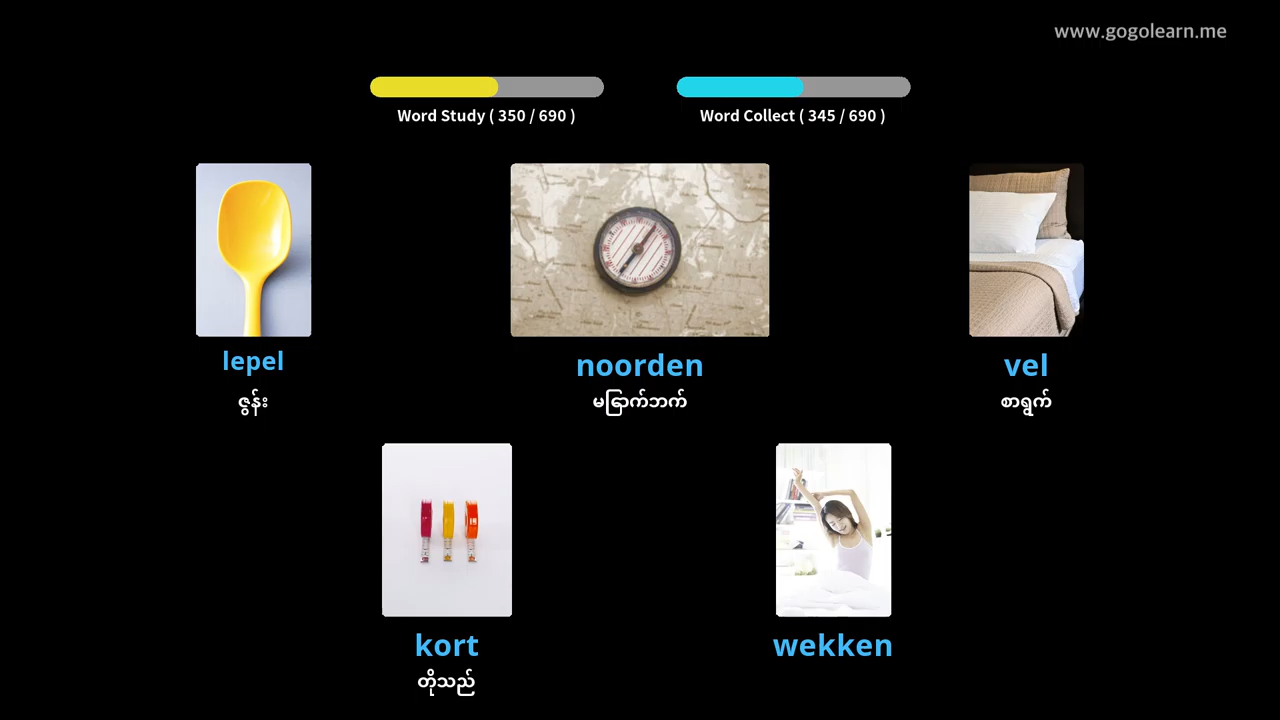 www.gogolearn.me
Word Study ( 350 / 690 )
Word Collect ( 345 / 690 )
lepel
ဇွန်း
noorden
မြောက်ဘက်
vel
စာရွက်
kort
တိုသည်
wekken